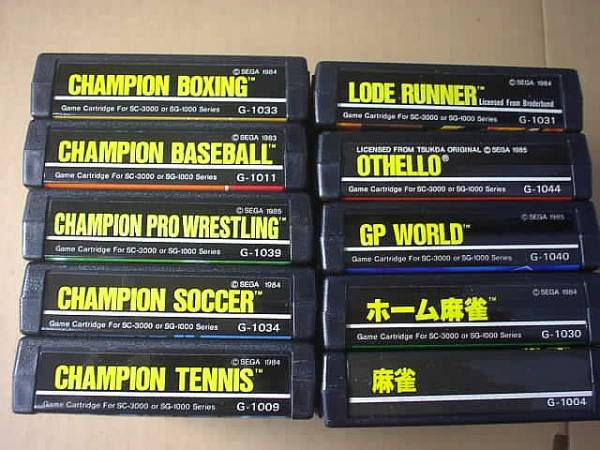 © SEGA 1984
CHAMPION BOXING™
Game Cartridge For SC-3000 or SG-1000 Series G-1033
© SEGA 1983
CHAMPION BASEBALL™
Game Cartridge For SC-3000 or SG-1000 Series G-1011
© SEGA 1985
CHAMPION PRO WRESTLING™
Game Cartridge For SC-3000 or SG-1000 Series G-1039
© SEGA 1984
CHAMPION SOCCER™
Game Cartridge For SC-3000 or SG-1000 Series G-1034
© SEGA 1984
CHAMPION TENNIS™
Game Cartridge For SC-3000 or SG-1000 Series G-1009
© SEGA 1984
LODE RUNNER™ Licensed From Broderbund
Game Cartridge For SC-3000 or SG-1000 Series G-1031
LICENSED FROM TSUKDA ORIGINAL © SEGA 1985
OTHELLO®
Game Cartridge For SC-3000 or SG-1000 Series G-1044
© SEGA 1985
GP WORLD™
Game Cartridge For SC-3000 or SG-1000 Series G-1040
© SEGA 1984
ホーム麻雀™
Game Cartridge For SC-3000 or SG-1000 Series G-1030
麻雀
G-1004